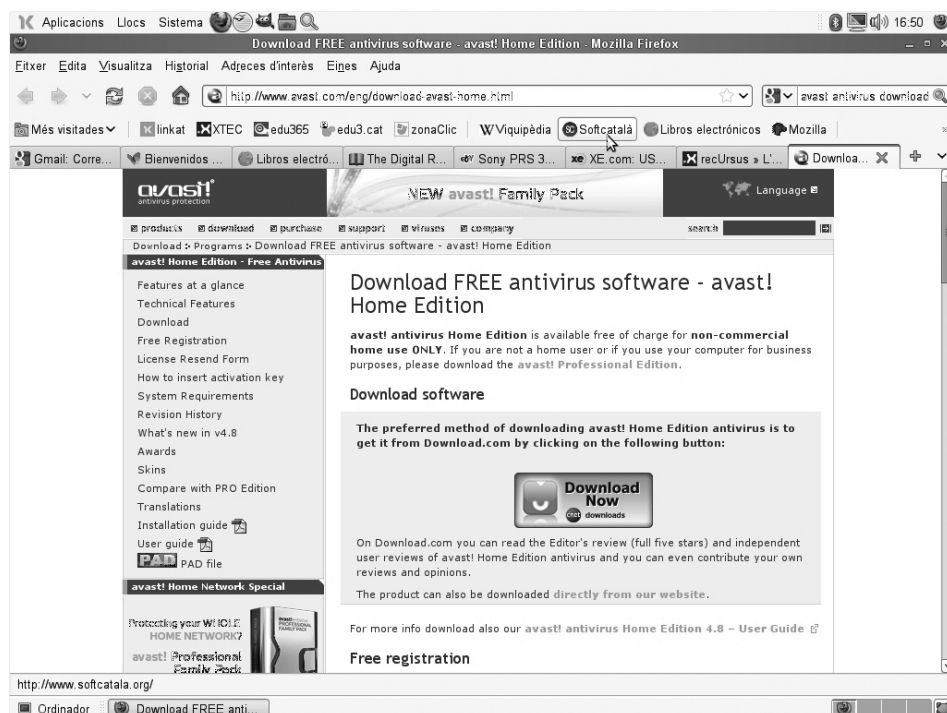 Aplicacions Llocs Sistema 16:50
Download FREE antivirus software - avast! Home Edition - Mozilla Firefox
Fitxer Edita Visualitza Historial Adreces d'interès Eines Ajuda
http://www.avast.com/eng/download-avast-home.html avast antivirus download
Més visitades linkat XTEC edu365 edu3.cat zonaClic Viquipèdia Softcatalà Libros electrónicos Mozilla
Gmail: Corre... Bienvenidos ... Libros electró... The Digital R... Sony PRS 3... XE.com: US... recUrsus » L'... Downloa...
avast! NEW avast! Family Pack Language
antivirus protection
products download purchase support viruses company search
Download > Programs > Download FREE antivirus software - avast! Home Edition
avast! Home Edition - Free Antivirus
Features at a glance
Technical Features
Download
Free Registration
License Resend Form
How to insert activation key
System Requirements
Revision History
What's new in v4.8
Awards
Skins
Compare with PRO Edition
Translations
Installation guide
User guide
PAD PAD file
avast! Home Network Special
Protecting your WHOLE
HOME NETWORK?
avast! Professional
Family Pack
Download FREE antivirus software - avast!
Home Edition
avast! antivirus Home Edition is available free of charge for non-commercial
home use ONLY. If you are not a home user or if you use your computer for business
purposes, please download the avast! Professional Edition.
Download software
The preferred method of downloading avast! Home Edition antivirus is to
get it from Download.com by clicking on the following button:
Download
Now
cnet downloads
On Download.com you can read the Editor's review (full five stars) and independent
user reviews of avast! Home Edition antivirus and you can even contribute your own
reviews and opinions.
The product can also be downloaded directly from our website.
For more info download also our avast! antivirus Home Edition 4.8 – User Guide
Free registration
http://www.softcatala.org/
Ordinador Download FREE anti...